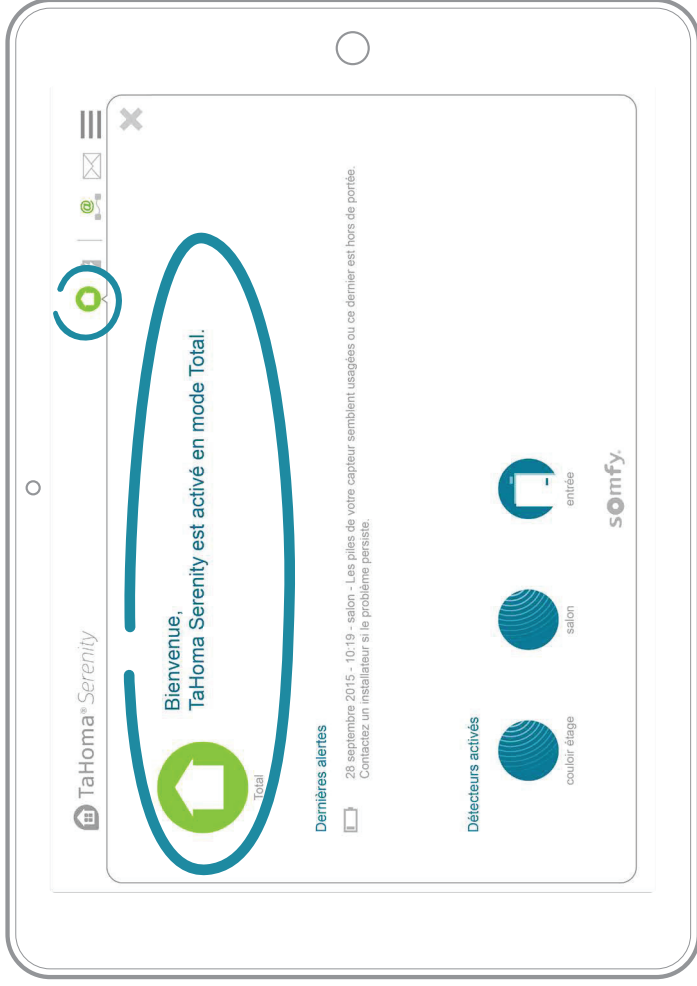 TaHoma® Serenity
@
Bienvenue,
TaHoma Serenity est activé en mode Total.
Total
Dernières alertes
28 septembre 2015 - 10:19 - salon - Les piles de votre capteur semblent usagées ou ce dernier est hors de portée.
Contactez un installateur si le problème persiste.
Détecteurs activés
couloir étage
salon
entrée
somfy.